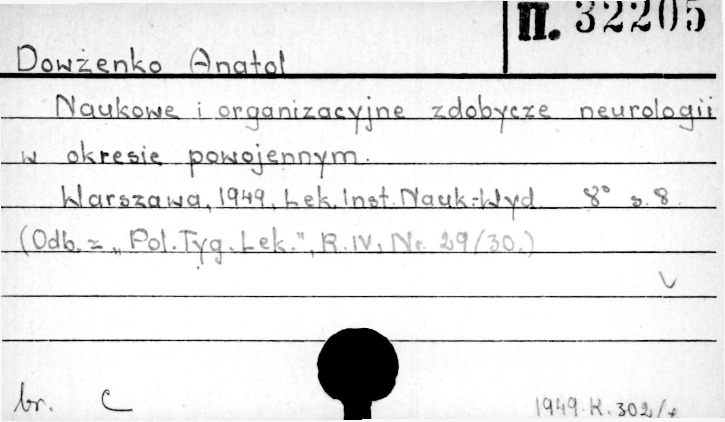 II. 32205
Dowżenko Anatol
Naukowe i organizacyjne zdobycze neurologii
w okresie powojennym.
Warszawa, 1949. Lek. Inst. Nauk.-Wyd. 8° s. 8.
(Odb. z „Pol. Tyg. Lek.", R. IV, Nr. 29/30.)
br. C
1949 K. 302/